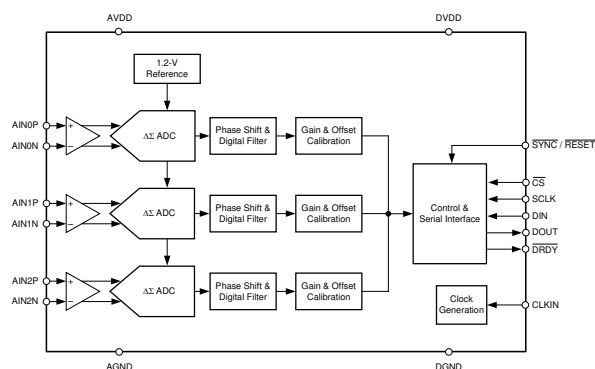 AVDD
DVDD
1.2-V
Reference
AIN0P
+
AIN0N
−
ΔΣ ADC
Phase Shift &
Digital Filter
Gain & Offset
Calibration
SYNC / RESET
CS
SCLK
DIN
DOUT
DRDY
Control &
Serial Interface
AIN1P
+
AIN1N
−
ΔΣ ADC
Phase Shift &
Digital Filter
Gain & Offset
Calibration
AIN2P
+
AIN2N
−
ΔΣ ADC
Phase Shift &
Digital Filter
Gain & Offset
Calibration
Clock
Generation
CLKIN
AGND
DGND